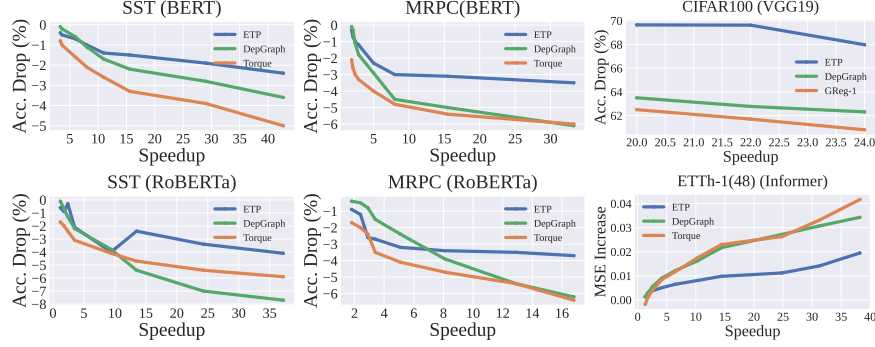 SST (BERT)
Acc. Drop (%)
0
−1
−2
−3
−4
−5
ETP
DepGraph
Torque
5 10 15 20 25 30 35 40
Speedup
MRPC(BERT)
Acc. Drop (%)
0
−1
−2
−3
−4
−5
−6
ETP
DepGraph
Torque
5 10 15 20 25 30
Speedup
CIFAR100 (VGG19)
Acc. Drop (%)
70
68
66
64
62
ETP
DepGraph
GReg-1
20.0 20.5 21.0 21.5 22.0 22.5 23.0 23.5 24.0
Speedup
SST (RoBERTa)
Acc. Drop (%)
0
−1
−2
−3
−4
−5
−6
−7
−8
ETP
DepGraph
Torque
0 5 10 15 20 25 30 35
Speedup
MRPC (RoBERTa)
Acc. Drop (%)
−1
−2
−3
−4
−5
−6
ETP
DepGraph
Torque
2 4 6 8 10 12 14 16
Speedup
ETTh-1(48) (Informer)
MSE Increase
0.04
0.03
0.02
0.01
0.00
ETP
DepGraph
Torque
0 5 10 15 20 25 30 35 40
Speedup